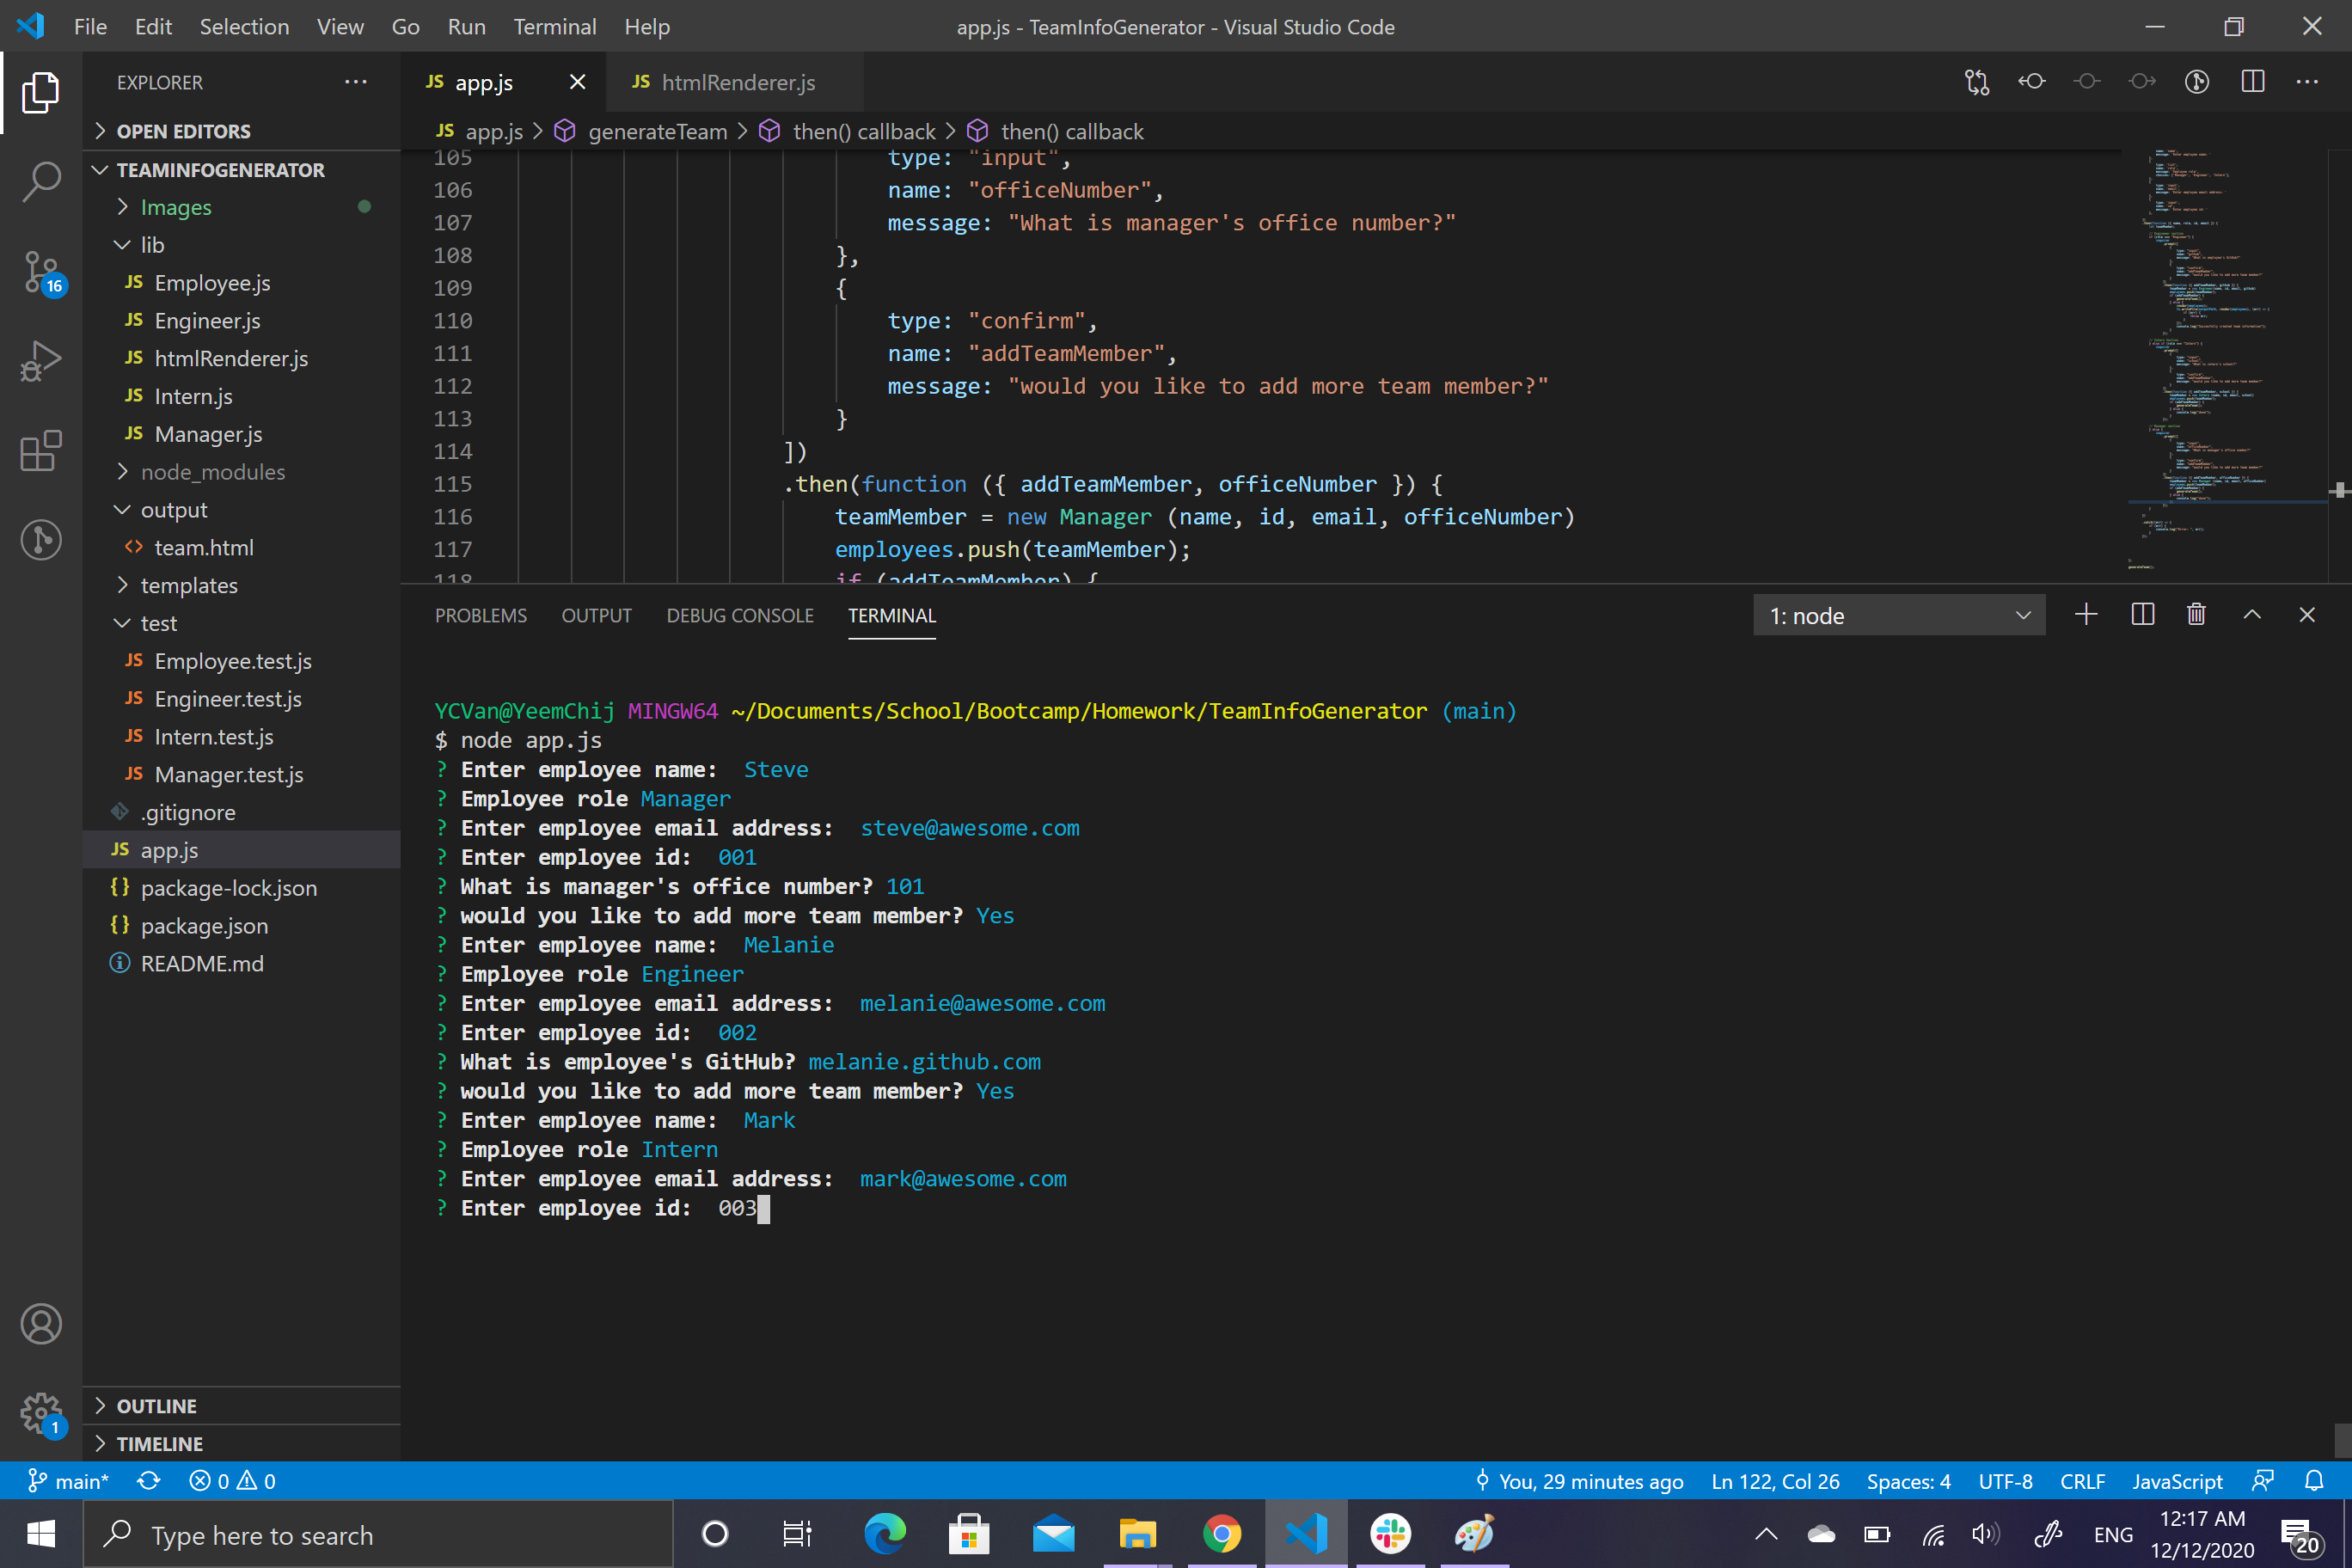 File Edit Selection View Go Run Terminal Help
app.js - TeamInfoGenerator - Visual Studio Code
EXPLORER
OPEN EDITORS
TEAMINFOGENERATOR
Images
lib
JS Employee.js
JS Engineer.js
JS htmlRenderer.js
JS Intern.js
JS Manager.js
node_modules
output
<> team.html
templates
test
JS Employee.test.js
JS Engineer.test.js
JS Intern.test.js
JS Manager.test.js
.gitignore
JS app.js
{} package-lock.json
{} package.json
README.md
OUTLINE
TIMELINE
16
1
JS app.js
JS htmlRenderer.js
JS app.js > generateTeam > then() callback > then() callback
105 type: "input",
106 name: "officeNumber",
107 message: "What is manager's office number?"
108 },
109 {
110 type: "confirm",
111 name: "addTeamMember",
112 message: "would you like to add more team member?"
113 }
114 ])
115 .then(function ({ addTeamMember, officeNumber }) {
116 teamMember = new Manager (name, id, email, officeNumber)
117 employees.push(teamMember);
118 if (addTeamMember) {
PROBLEMS OUTPUT DEBUG CONSOLE TERMINAL
1: node
YCVan@YeemChij MINGW64 ~/Documents/School/Bootcamp/Homework/TeamInfoGenerator (main)
$ node app.js
? Enter employee name:  Steve
? Employee role Manager
? Enter employee email address:  steve@awesome.com
? Enter employee id:  001
? What is manager's office number? 101
? would you like to add more team member? Yes
? Enter employee name:  Melanie
? Employee role Engineer
? Enter employee email address:  melanie@awesome.com
? Enter employee id:  002
? What is employee's GitHub? melanie.github.com
? would you like to add more team member? Yes
? Enter employee name:  Mark
? Employee role Intern
? Enter employee email address:  mark@awesome.com
? Enter employee id:  003
main* 0 0
You, 29 minutes ago Ln 122, Col 26 Spaces: 4 UTF-8 CRLF JavaScript
Type here to search
ENG
12:17 AM
12/12/2020
20